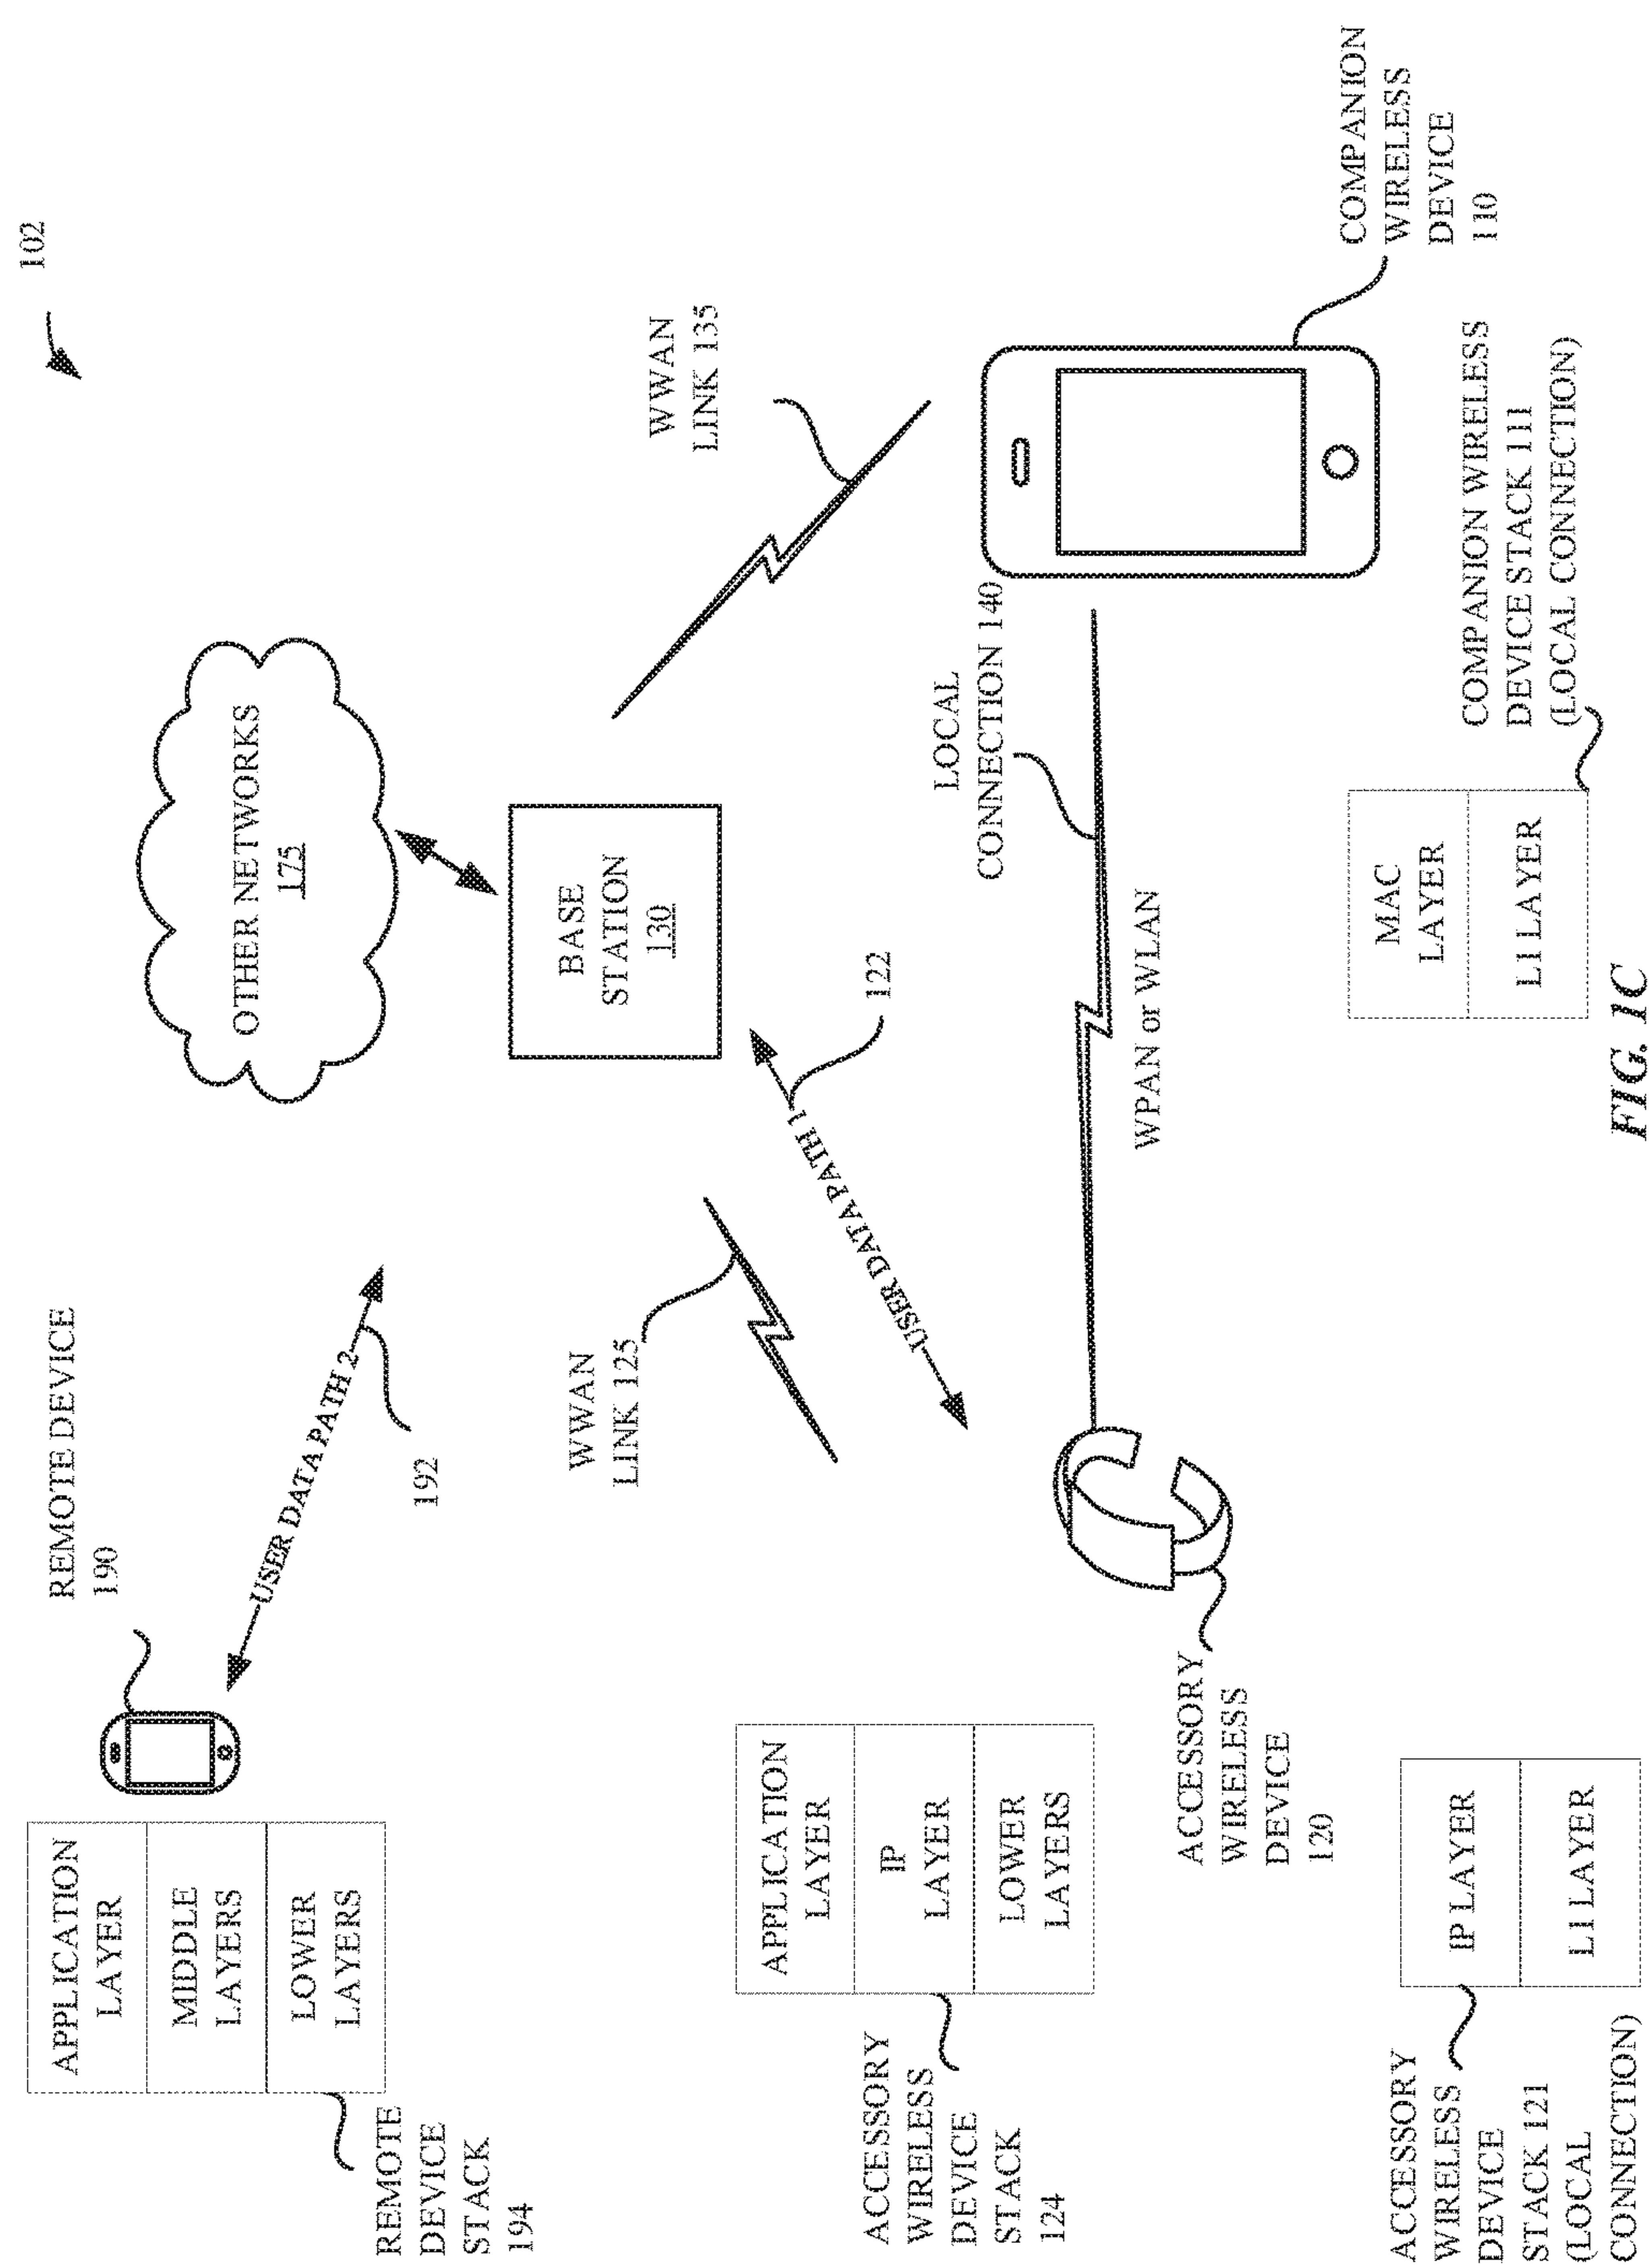 102
REMOTE DEVICE
190
APPLICATION
LAYER
MIDDLE
LAYERS
LOWER
LAYERS
REMOTE
DEVICE
STACK
194
USER DATA PATH 2
192
OTHER NETWORKS
175
BASE
STATION
130
WWAN
LINK 135
WWAN
LINK 125
USER DATA PATH 1
122
APPLICATION
LAYER
IP
LAYER
LOWER
LAYERS
ACCESSORY
WIRELESS
DEVICE
STACK
124
LOCAL
CONNECTION 140
WPAN or WLAN
ACCESSORY
WIRELESS
DEVICE
120
COMPANION
WIRELESS
DEVICE
110
IP LAYER
L1 LAYER
ACCESSORY
WIRELESS
DEVICE
STACK 121
(LOCAL
CONNECTION)
MAC
LAYER
L1 LAYER
COMPANION WIRELESS
DEVICE STACK 111
(LOCAL CONNECTION)
FIG. 1C